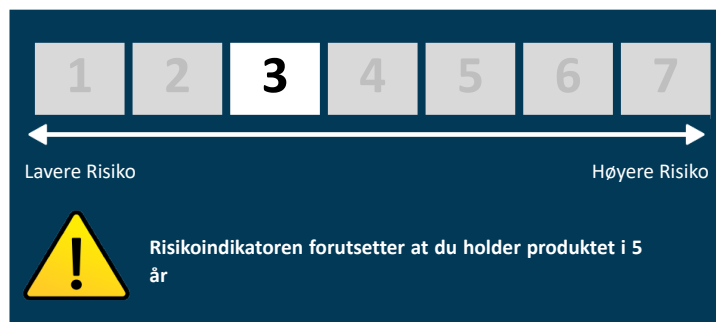 1 2 3 4 5 6 7
Lavere Risiko Høyere Risiko
Risikoindikatoren forutsetter at du holder produktet i 5
år